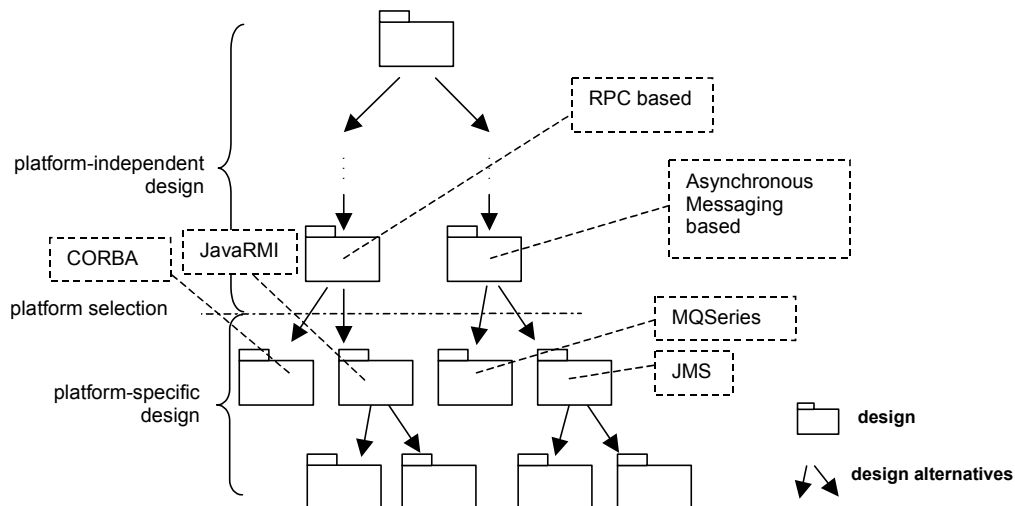 RPC based
platform-independent
design
Asynchronous
Messaging
based
CORBA
JavaRMI
platform selection
MQSeries
JMS
platform-specific
design
design
design alternatives